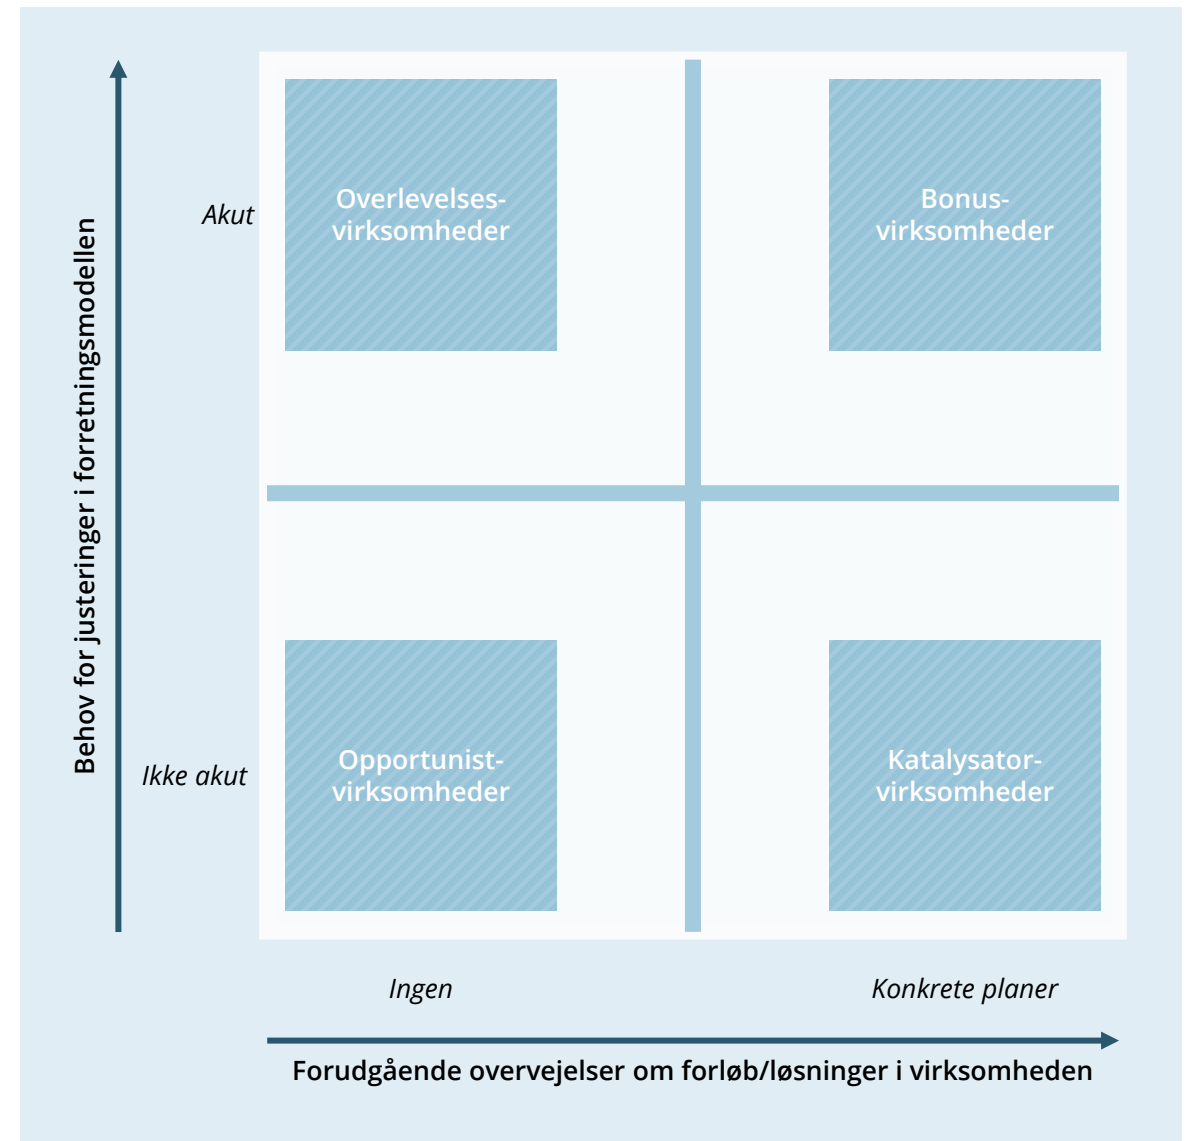 Behov for justeringer i forretningsmodellen
Akut
Overlevelses-
virksomheder
Bonus-
virksomheder
Ikke akut
Opportunist-
virksomheder
Katalysator-
virksomheder
Ingen
Konkrete planer
Forudgående overvejelser om forløb/løsninger i virksomheden